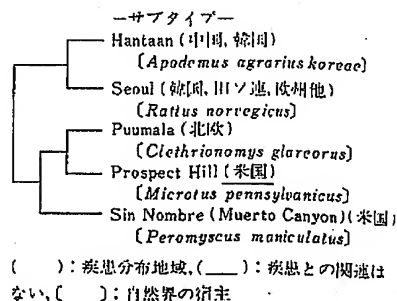 —サブタイプ—
Hantaan (中国, 韓国)
[Apodemus agrarius koreae]
Seoul (韓国, 旧ソ連, 欧州他)
[Rattus norvegicus]
Puumala (北欧)
[Clethrionomys glareorus]
Prospect Hill (米国)
[Microtus pennsylvanicus]
Sin Nombre (Muerto Canyon) (米国)
[Peromyscus maniculatus]
( ) : 疾患分布地域, (__) : 疾患との関連は
ない, [ ] : 自然界の宿主